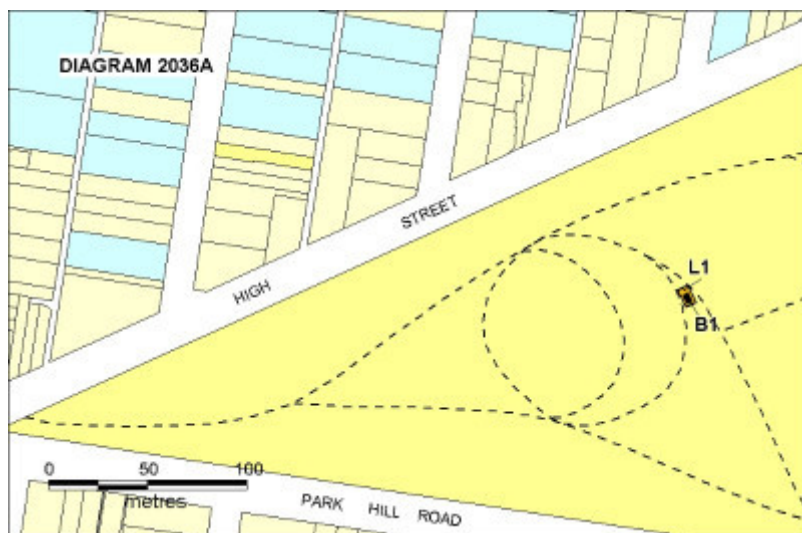 DIAGRAM 2036A
HIGH STREET
L1
B1
0 50 100
metres
PARK HILL ROAD